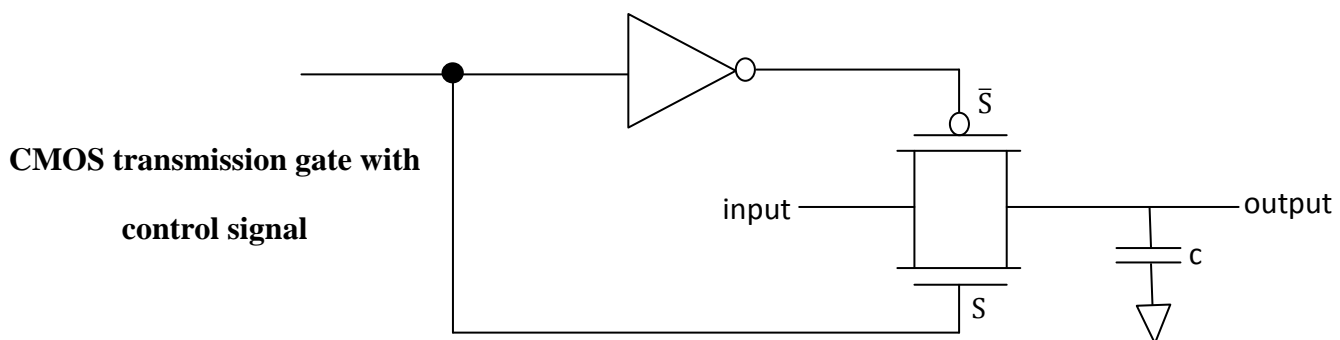 S̄
CMOS transmission gate with
control signal
input
output
c
S